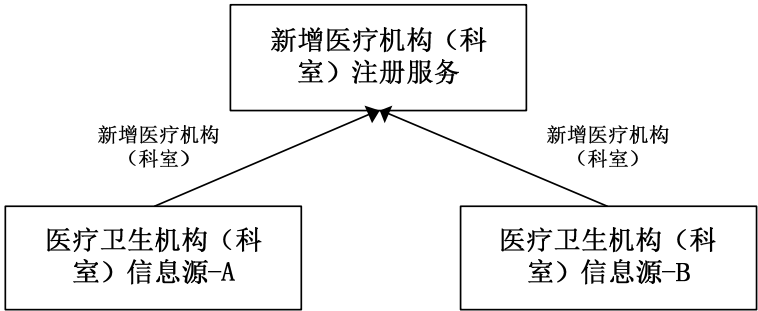 新增医疗机构（科
室）注册服务
新增医疗机构
（科室）
新增医疗机构
（科室）
医疗卫生机构（科
室）信息源-A
医疗卫生机构（科
室）信息源-B